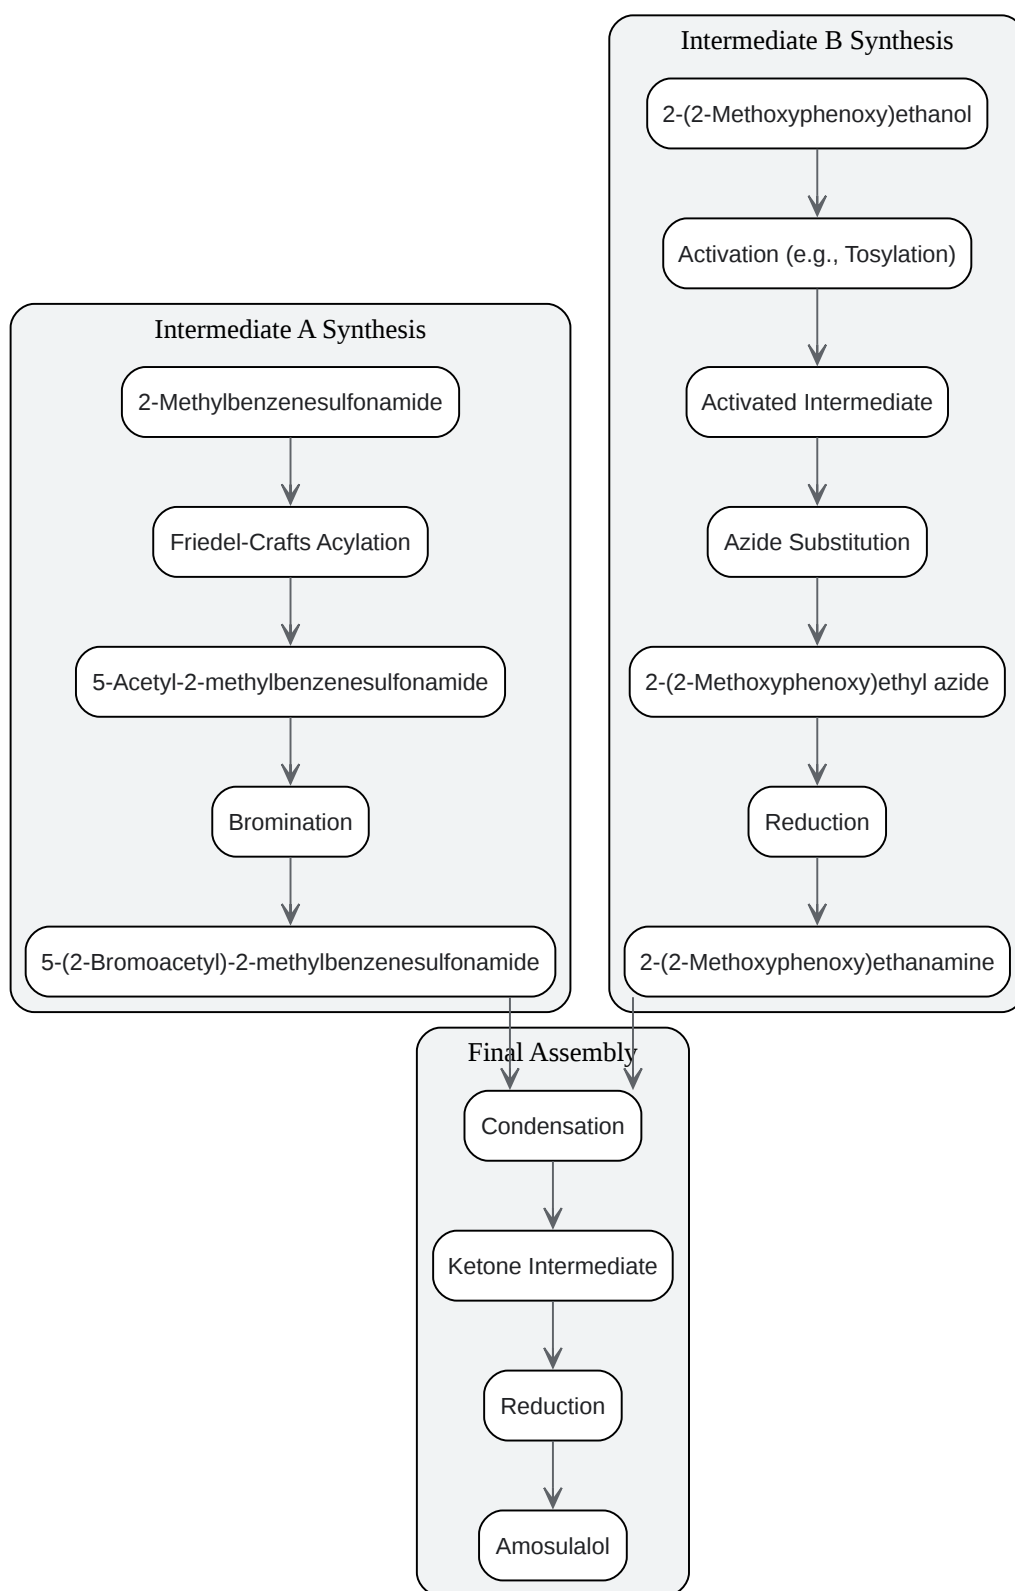 Intermediate B Synthesis
2-(2-Methoxyphenoxy)ethanol
Activation (e.g., Tosylation)
Activated Intermediate
Azide Substitution
2-(2-Methoxyphenoxy)ethyl azide
Reduction
2-(2-Methoxyphenoxy)ethanamine
Intermediate A Synthesis
2-Methylbenzenesulfonamide
Friedel-Crafts Acylation
5-Acetyl-2-methylbenzenesulfonamide
Bromination
5-(2-Bromoacetyl)-2-methylbenzenesulfonamide
Final Assembly
Condensation
Ketone Intermediate
Reduction
Amosulalol